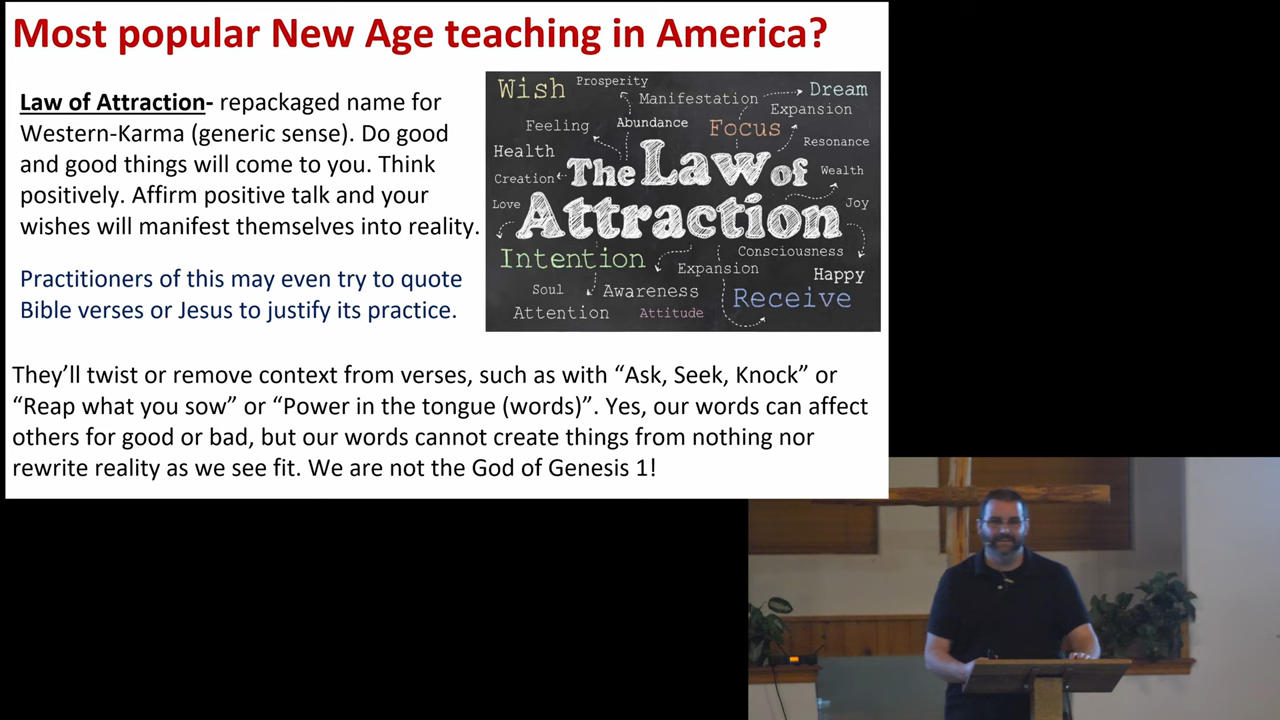 Most popular New Age teaching in America?
Law of Attraction- repackaged name for
Western-Karma (generic sense). Do good
and good things will come to you. Think
positively. Affirm positive talk and your
wishes will manifest themselves into reality.
Practitioners of this may even try to quote
Bible verses or Jesus to justify its practice.
Wish
Prosperity
Manifestation
Dream
Expansion
Feeling
Abundance
Focus
Resonance
Health
The Law of
Creation
Wealth
Love
Attraction
Joy
Intention
Consciousness
Expansion
Happy
Soul
Awareness
Receive
Attention
Attitude
They’ll twist or remove context from verses, such as with “Ask, Seek, Knock” or
“Reap what you sow” or “Power in the tongue (words)”. Yes, our words can affect
others for good or bad, but our words cannot create things from nothing nor
rewrite reality as we see fit. We are not the God of Genesis 1!